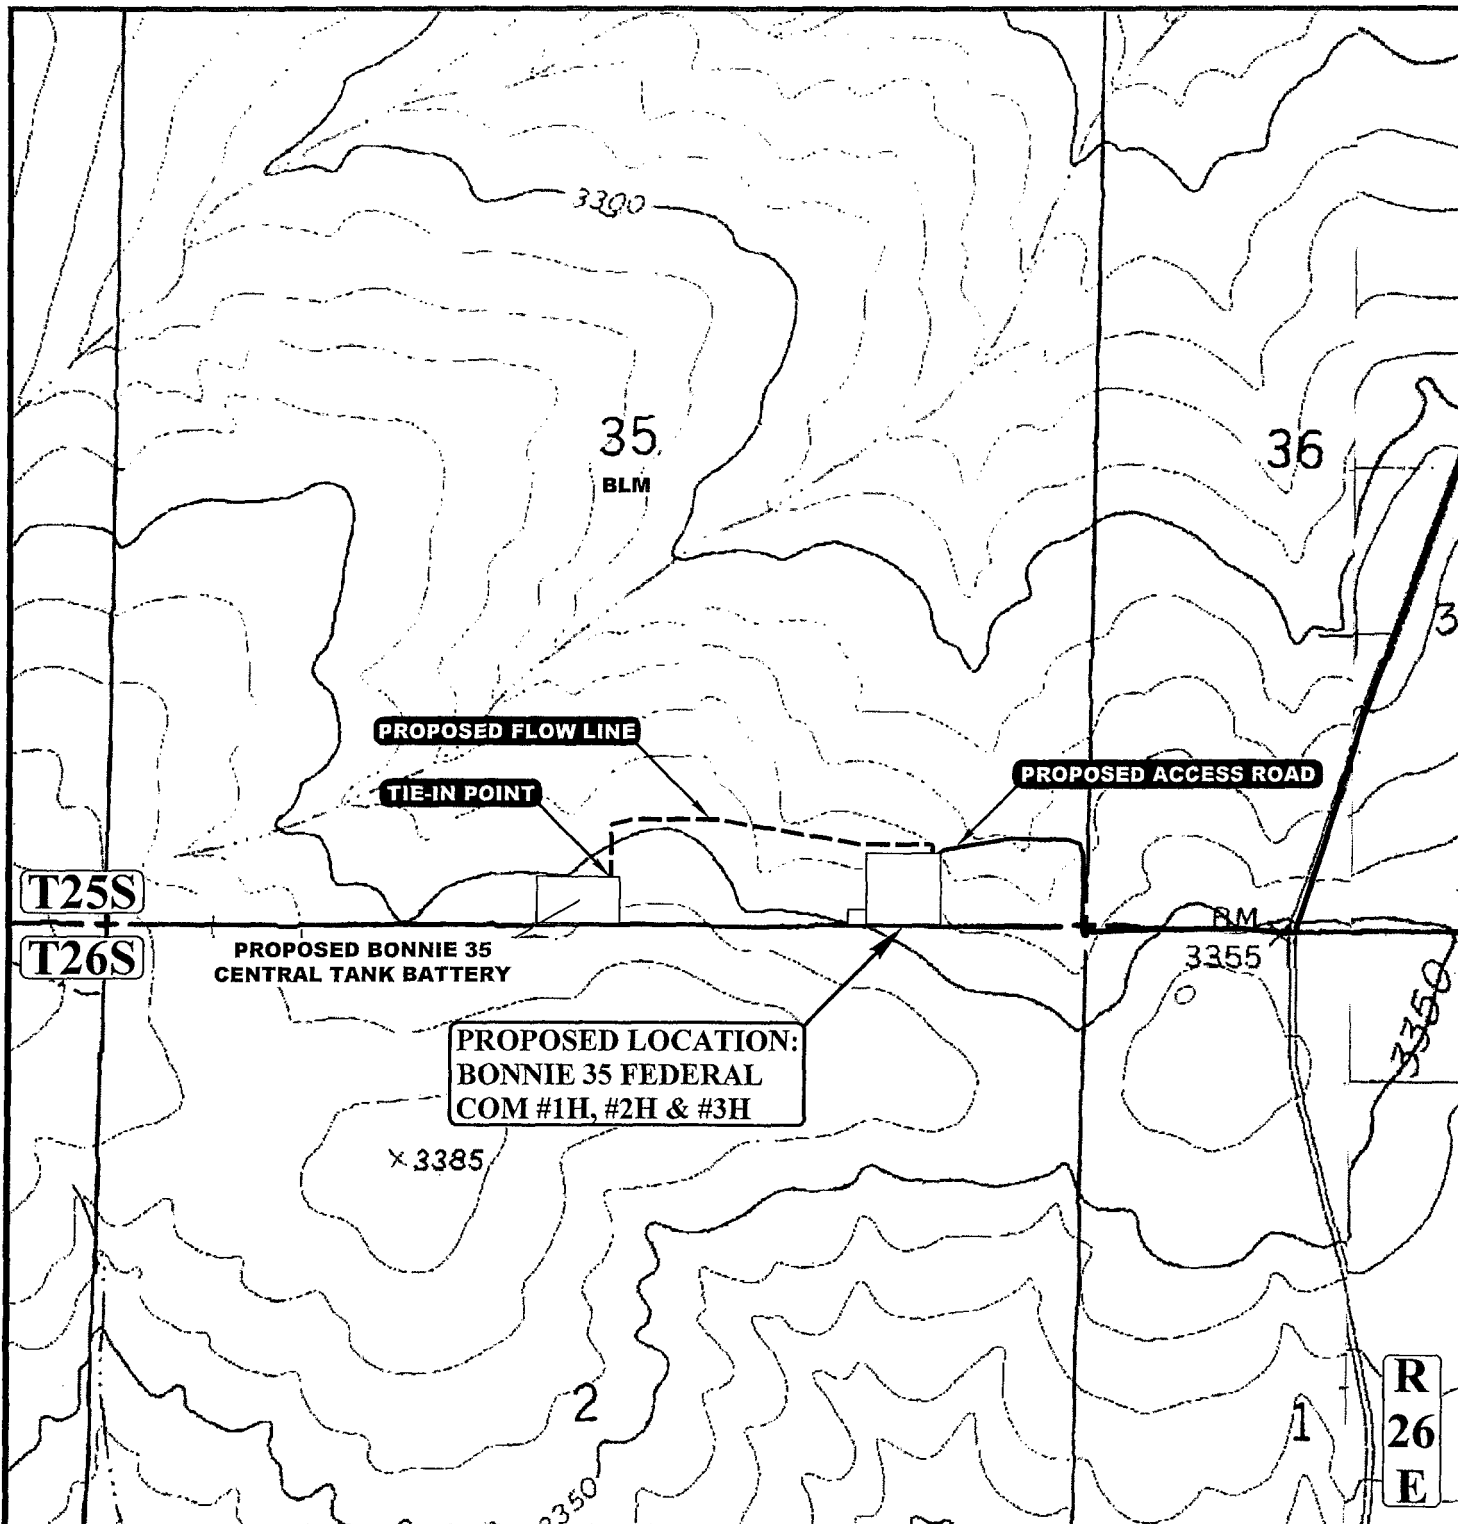 3300
35
BLM
36
3
PROPOSED FLOW LINE
TIE-IN POINT
PROPOSED ACCESS ROAD
T25S
T26S
PROPOSED BONNIE 35
CENTRAL TANK BATTERY
BM
3355
3350
PROPOSED LOCATION:
BONNIE 35 FEDERAL
COM #1H, #2H & #3H
×3385
2
1
R
26
E
3350